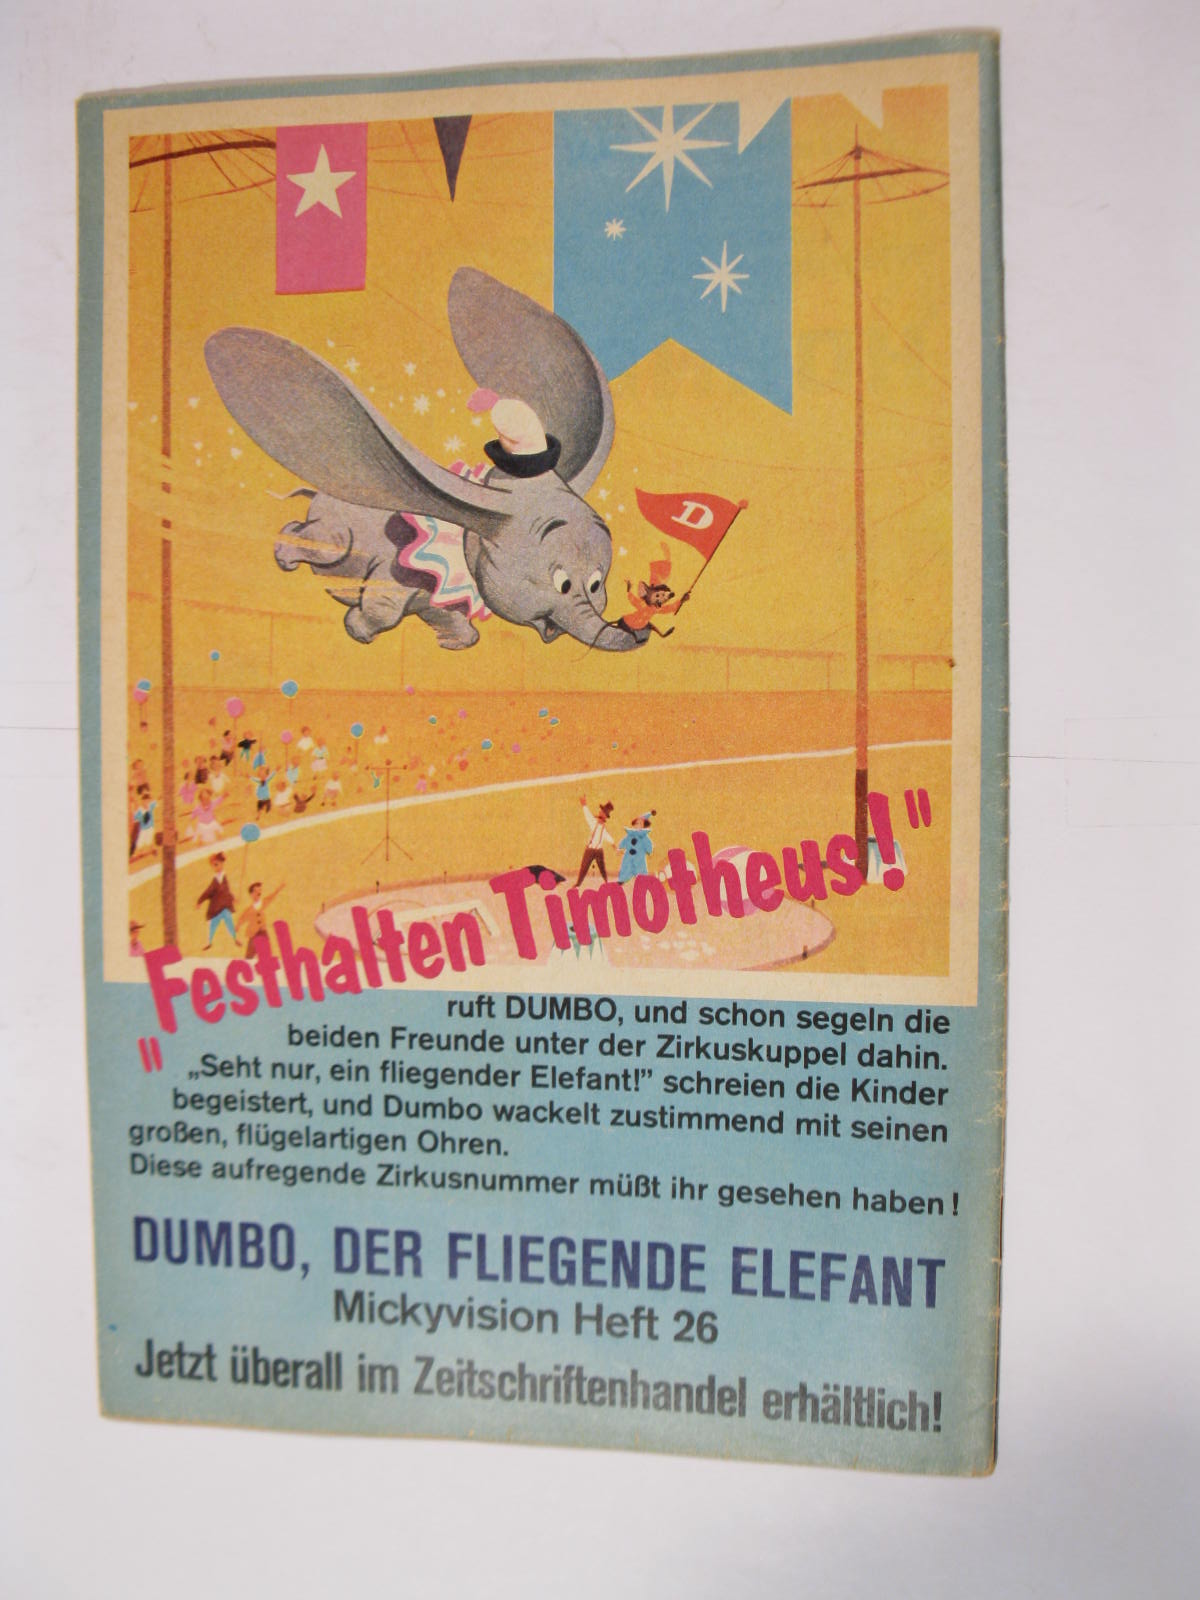 D
"Festhalten Timotheus!"
ruft DUMBO, und schon segeln die
beiden Freunde unter der Zirkuskuppel dahin.
„Seht nur, ein fliegender Elefant!” schreien die Kinder
begeistert, und Dumbo wackelt zustimmend mit seinen
großen, flügelartigen Ohren.
Diese aufregende Zirkusnummer müßt ihr gesehen haben!
DUMBO, DER FLIEGENDE ELEFANT
Mickyvision Heft 26
Jetzt überall im Zeitschriftenhandel erhältlich!